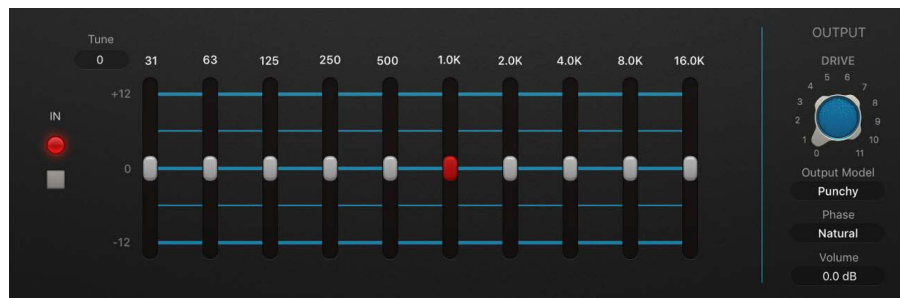 Tune
0
31 63 125 250 500 1.0K 2.0K 4.0K 8.0K 16.0K
+12
0
-12
IN
OUTPUT
DRIVE
0 1 2 3 4 5 6 7 8 9 10 11
Output Model
Punchy
Phase
Natural
Volume
0.0 dB